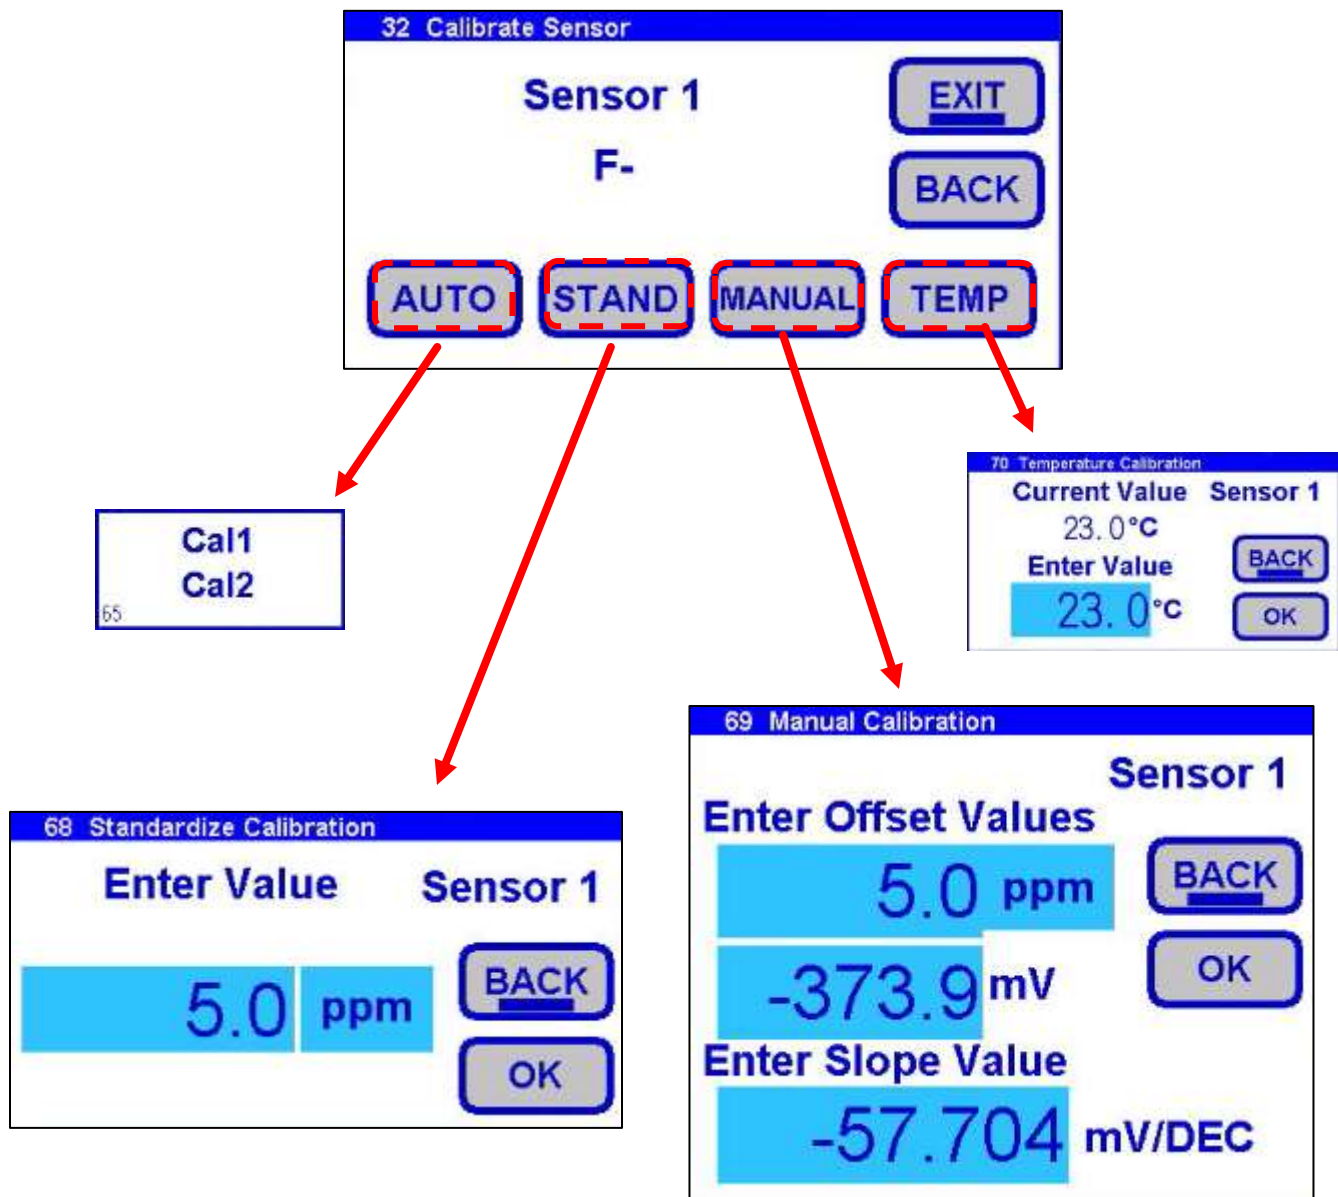 32 Calibrate Sensor
Sensor 1
F-
EXIT
BACK
AUTO STAND MANUAL TEMP
Cal1
Cal2
65
70 Temperature Calibration
Current Value Sensor 1
23.0°C
Enter Value
BACK
23.0°C
OK
68 Standardize Calibration
Enter Value Sensor 1
5.0 ppm
BACK
OK
69 Manual Calibration
Sensor 1
Enter Offset Values
5.0 ppm
BACK
-373.9 mV
OK
Enter Slope Value
-57.704 mV/DEC